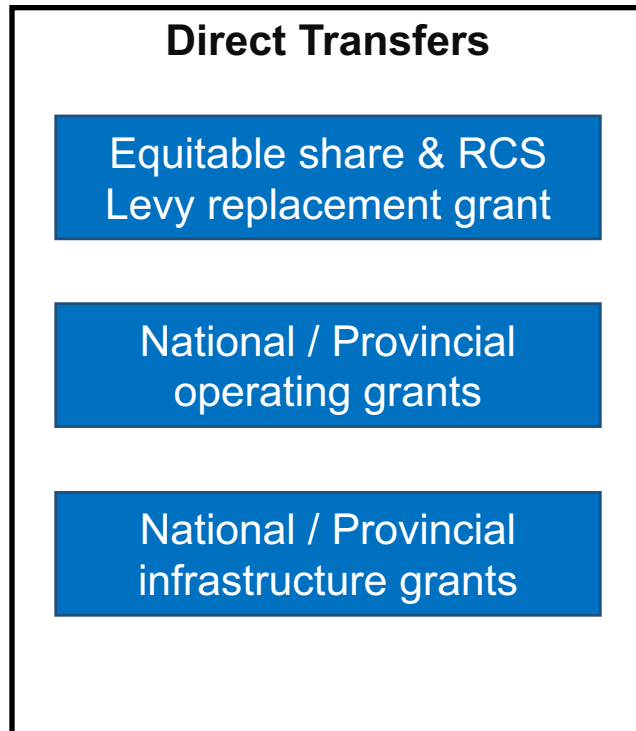 Direct Transfers
Equitable share & RCS
Levy replacement grant
National / Provincial
operating grants
National / Provincial
infrastructure grants